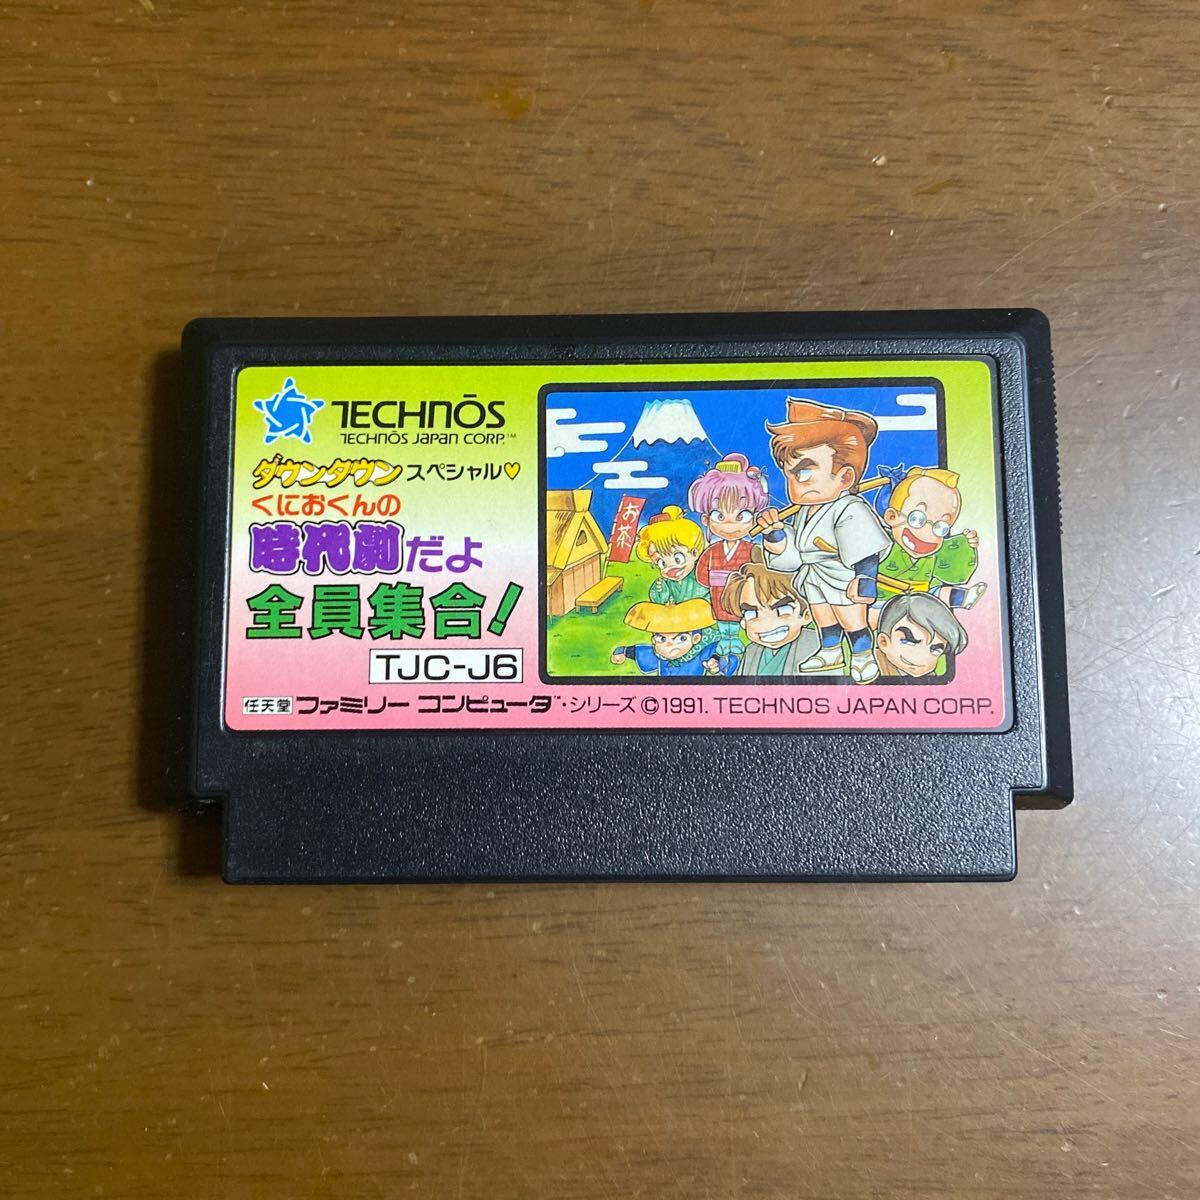 TECHNŌS
TECHNŌS JAPAN CORP.™
ダウンタウンスペシャル♥
くにおくんの
時代劇だよ
全員集合!
TJC-J6
お茶
任天堂 ファミリー コンピュータ™・シリーズ ©1991. TECHNOS JAPAN CORP.